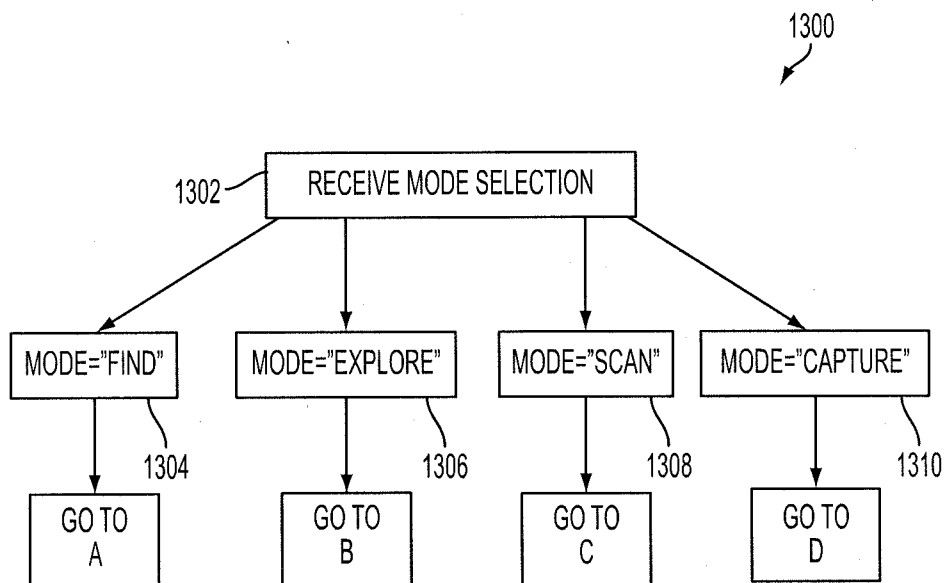 1300
1302
RECEIVE MODE SELECTION
MODE="FIND"
MODE="EXPLORE"
MODE="SCAN"
MODE="CAPTURE"
1304
1306
1308
1310
GO TO
A
GO TO
B
GO TO
C
GO TO
D